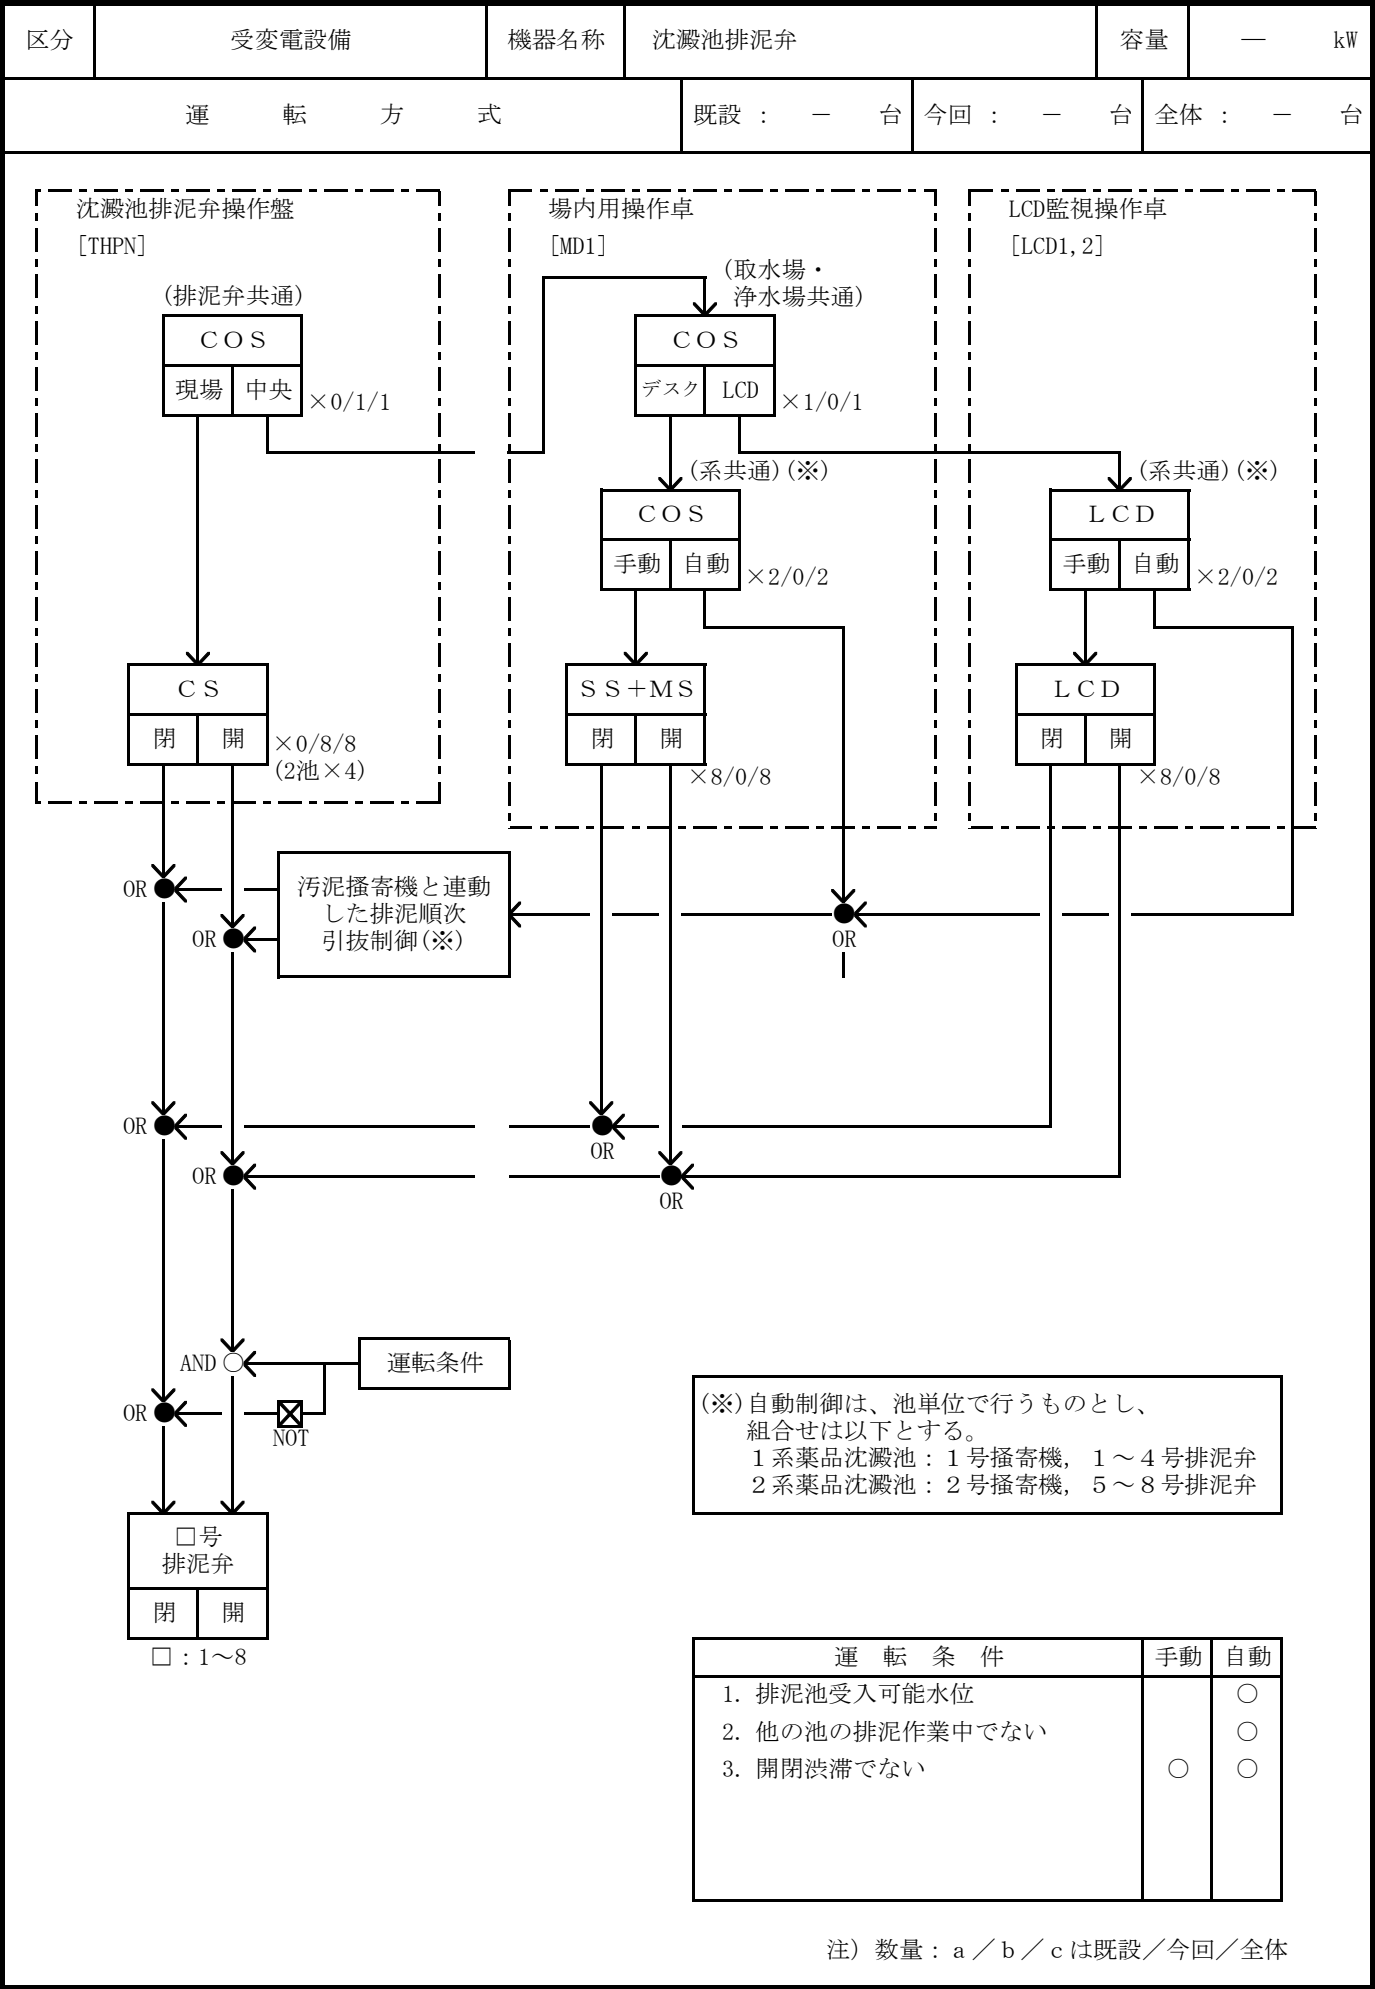 区分 受変電設備 機器名称 沈澱池排泥弁 容量 ― kW
運転方式 既設 : － 台 今回 : － 台 全体 : － 台
沈澱池排泥弁操作盤
[THPN]
(排泥弁共通)
ＣＯＳ
現場 中央
×0/1/1
ＣＳ
閉 開
×0/8/8
(2池×4)
場内用操作卓
[MD1]
(取水場・
浄水場共通)
ＣＯＳ
デスク LCD
×1/0/1
(系共通)(※)
ＣＯＳ
手動 自動
×2/0/2
ＳＳ＋ＭＳ
閉 開
×8/0/8
LCD監視操作卓
[LCD1,2]
(系共通)(※)
ＬＣＤ
手動 自動
×2/0/2
ＬＣＤ
閉 開
×8/0/8
OR
OR
汚泥掻寄機と連動
した排泥順次
引抜制御(※)
OR
OR
OR
OR
OR
AND
運転条件
OR
NOT
□号
排泥弁
閉 開
□：1～8
(※)自動制御は、池単位で行うものとし、
組合せは以下とする。
１系薬品沈澱池：１号掻寄機，１～４号排泥弁
２系薬品沈澱池：２号掻寄機，５～８号排泥弁
運転条件 手動 自動
1. 排泥池受入可能水位 ○
2. 他の池の排泥作業中でない ○
3. 開閉渋滞でない ○ ○
注）数量：ａ／ｂ／ｃは既設／今回／全体